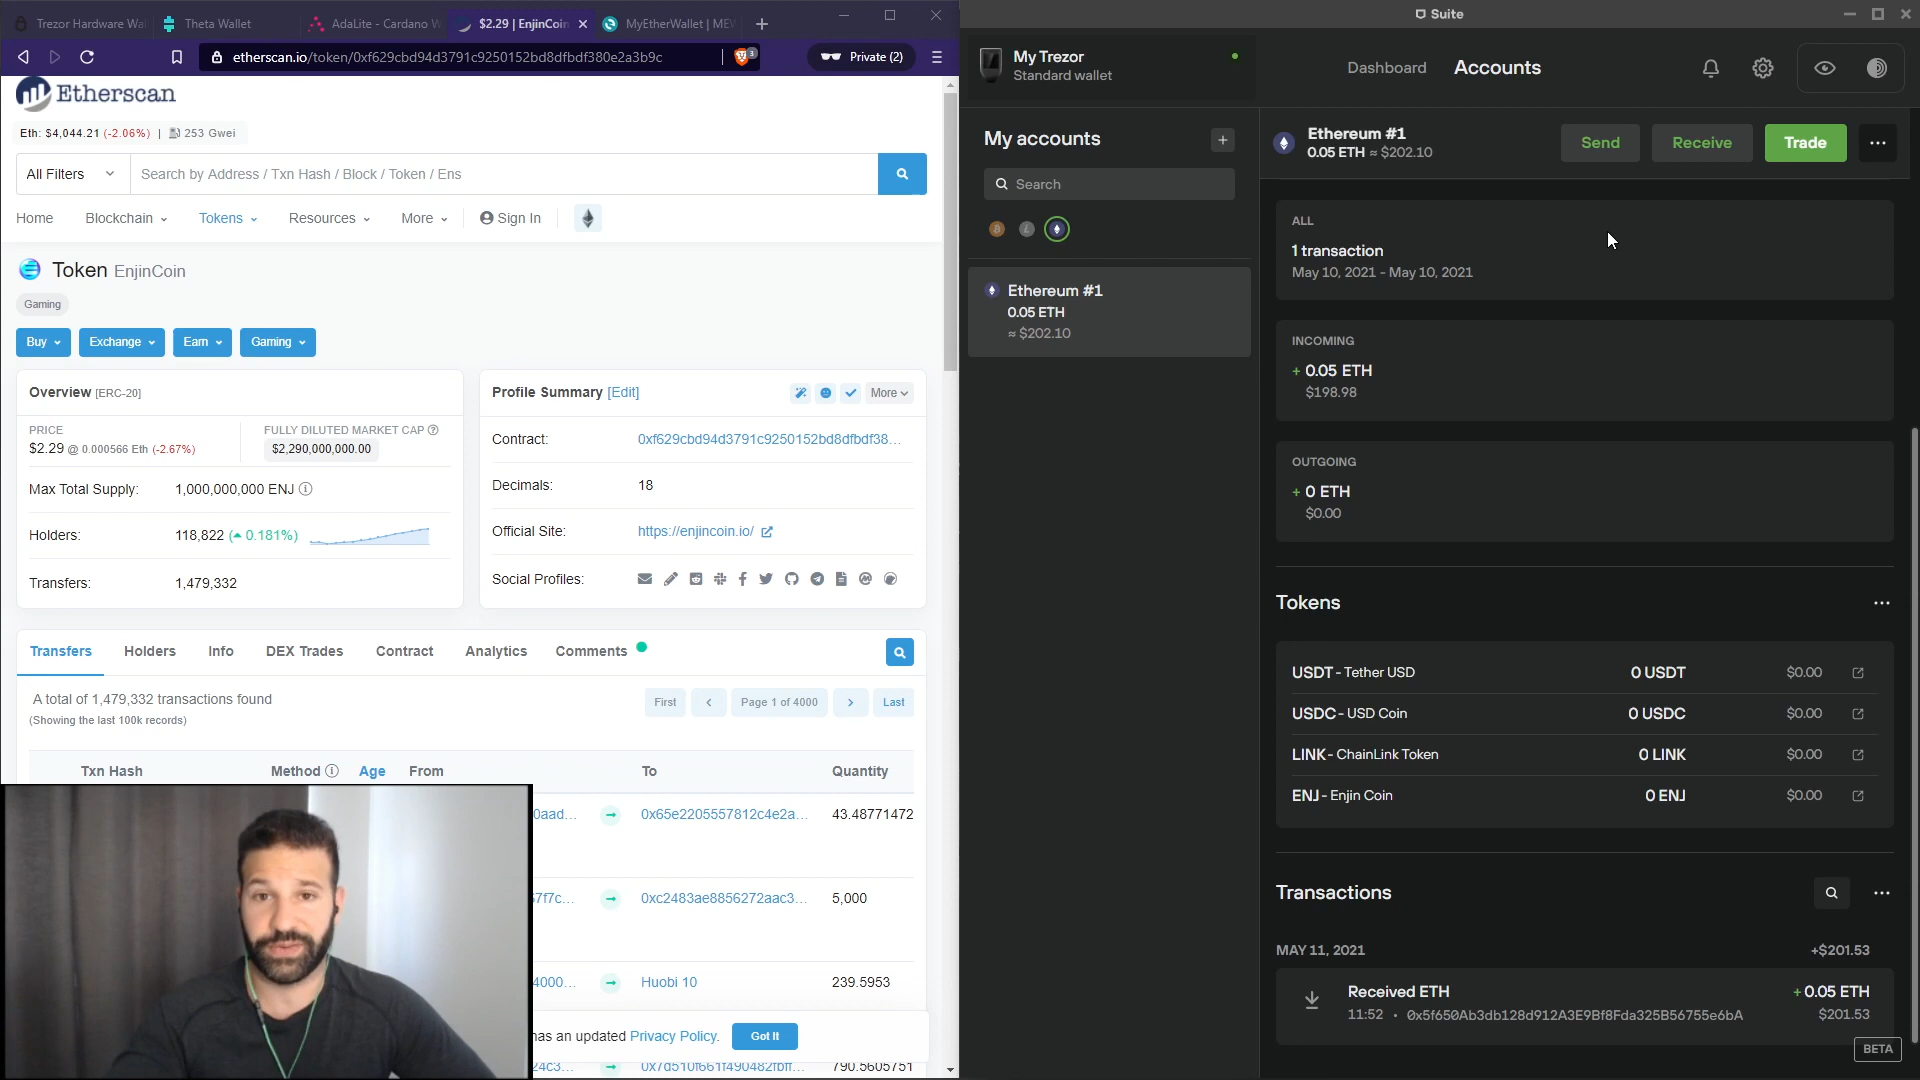 Trezor Hardware Wa
Theta Wallet
AdaLite - Cardano W
$2.29 | EnjinCoin
MyEtherWallet | MEW
etherscan.io/token/0xf629cbd94d3791c9250152bd8dfbdf380e2a3b9c
3
Private (2)
Etherscan
Eth: $4,044.21 (-2.06%) | 253 Gwei
All Filters
Search by Address / Txn Hash / Block / Token / Ens
Home
Blockchain
Tokens
Resources
More
Sign In
Token EnjinCoin
Gaming
Buy
Exchange
Earn
Gaming
Overview [ERC-20]
PRICE
$2.29 @ 0.000566 Eth (-2.67%)
FULLY DILUTED MARKET CAP
$2,290,000,000.00
Max Total Supply: 1,000,000,000 ENJ
Holders: 118,822 (0.181%)
Transfers: 1,479,332
Profile Summary [Edit]
More
Contract: 0xf629cbd94d3791c9250152bd8dfbdf38...
Decimals: 18
Official Site: https://enjincoin.io/
Social Profiles:
Transfers
Holders
Info
DEX Trades
Contract
Analytics
Comments
A total of 1,479,332 transactions found
(Showing the last 100k records)
First
Page 1 of 4000
Last
Txn Hash
Method
Age
From
To
Quantity
0aad...
0x65e2205557812c4e2a...
43.48771472
0xc2483ae8856272aac3...
5,000
4000...
Huobi 10
239.5953
has an updated Privacy Policy.
Got It
790.5605751
Suite
My Trezor
Standard wallet
Dashboard
Accounts
My accounts
Search
Ethereum #1
0.05 ETH
≈ $202.10
Ethereum #1
0.05 ETH ≈ $202.10
Send
Receive
Trade
ALL
1 transaction
May 10, 2021 - May 10, 2021
INCOMING
+ 0.05 ETH
$198.98
OUTGOING
+ 0 ETH
$0.00
Tokens
USDT - Tether USD 0 USDT $0.00
USDC - USD Coin 0 USDC $0.00
LINK - ChainLink Token 0 LINK $0.00
ENJ - Enjin Coin 0 ENJ $0.00
Transactions
MAY 11, 2021 +$201.53
Received ETH + 0.05 ETH
11:52 • 0x5f650Ab3db128d912A3E9Bf8Fda325B56755e6bA $201.53
BETA